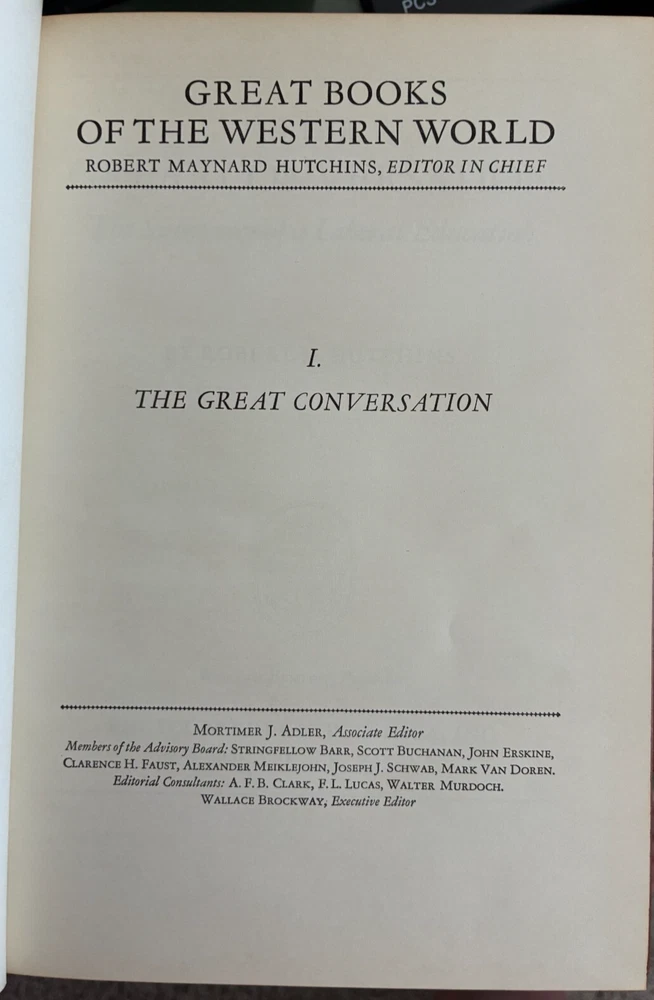 PCS
GREAT BOOKS
OF THE WESTERN WORLD
ROBERT MAYNARD HUTCHINS, EDITOR IN CHIEF
I.
THE GREAT CONVERSATION
MORTIMER J. ADLER, Associate Editor
Members of the Advisory Board: STRINGFELLOW BARR, SCOTT BUCHANAN, JOHN ERSKINE,
CLARENCE H. FAUST, ALEXANDER MEIKLEJOHN, JOSEPH J. SCHWAB, MARK VAN DOREN.
Editorial Consultants: A. F. B. CLARK, F. L. LUCAS, WALTER MURDOCH.
WALLACE BROCKWAY, Executive Editor